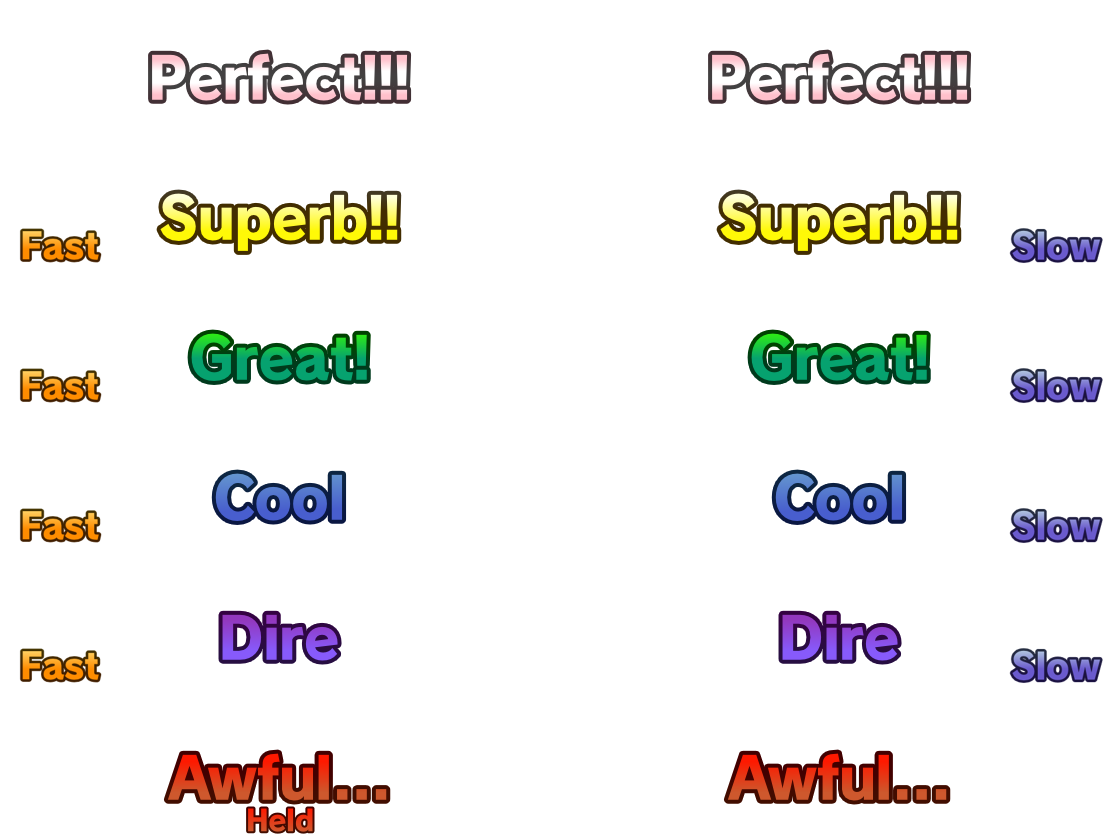 Perfect!!! Perfect!!!
Superb!! Superb!!
Fast Slow
Great! Great!
Fast Slow
Cool Cool
Fast Slow
Dire Dire
Fast Slow
Awful... Awful...
Held